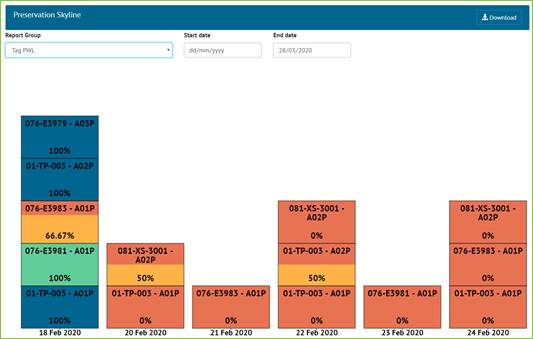 Preservation Skyline
Download
Report Group
Start date
End date
Tag PWL
dd/mm/yyyy
28/03/2020
076-E3979 - A03P
100%
01-TP-003 - A02P
100%
076-E3983 - A01P
66.67%
076-E3981 - A01P
100%
01-TP-003 - A01P
100%
18 Feb 2020
081-XS-3001 -
A02P
50%
01-TP-003 - A01P
0%
20 Feb 2020
076-E3983 - A01P
0%
21 Feb 2020
081-XS-3001 -
A02P
0%
01-TP-003 - A02P
50%
01-TP-003 - A01P
0%
22 Feb 2020
076-E3981 - A01P
0%
23 Feb 2020
081-XS-3001 -
A02P
0%
076-E3983 - A01P
0%
01-TP-003 - A01P
0%
24 Feb 2020